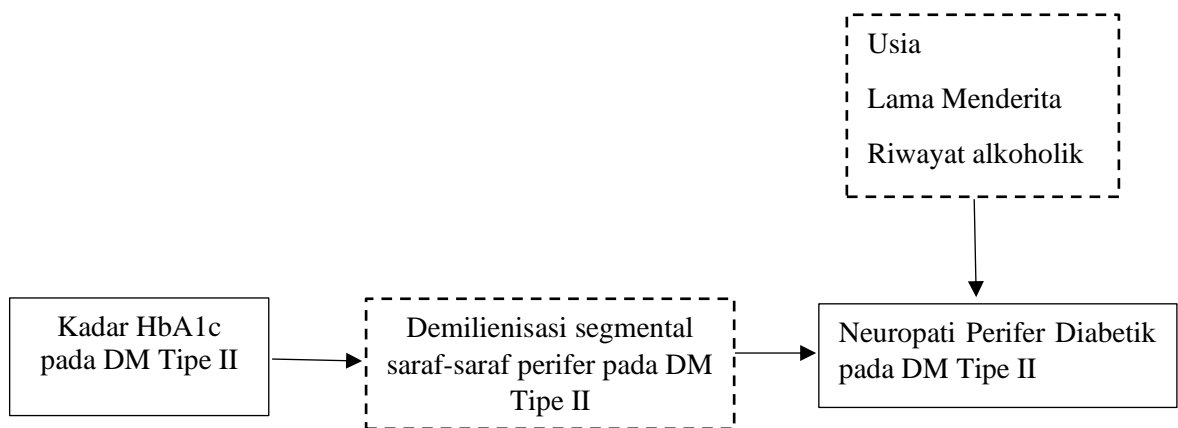 Usia
Lama Menderita
Riwayat alkoholik
Kadar HbA1c
pada DM Tipe II
Demilienisasi segmental
saraf-saraf perifer pada DM
Tipe II
Neuropati Perifer Diabetik
pada DM Tipe II